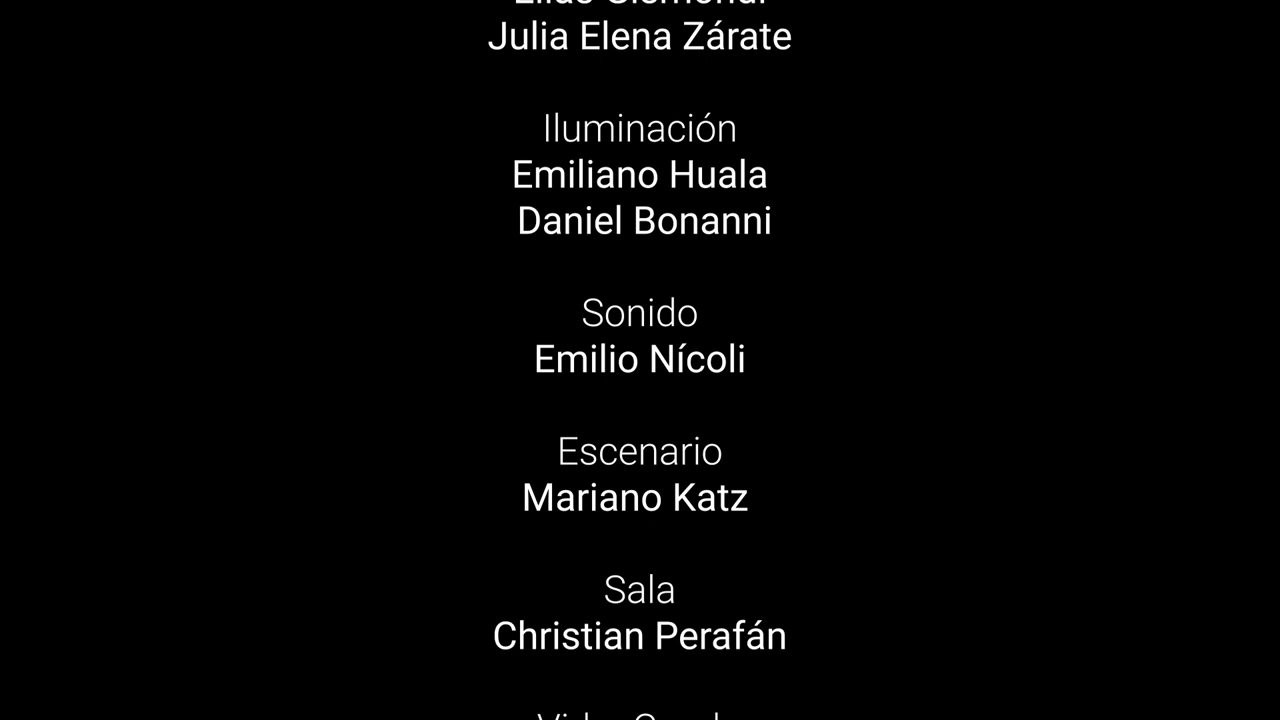 Julia Elena Zárate
Iluminación
Emiliano Huala
Daniel Bonanni
Sonido
Emilio Nícoli
Escenario
Mariano Katz
Sala
Christian Perafán